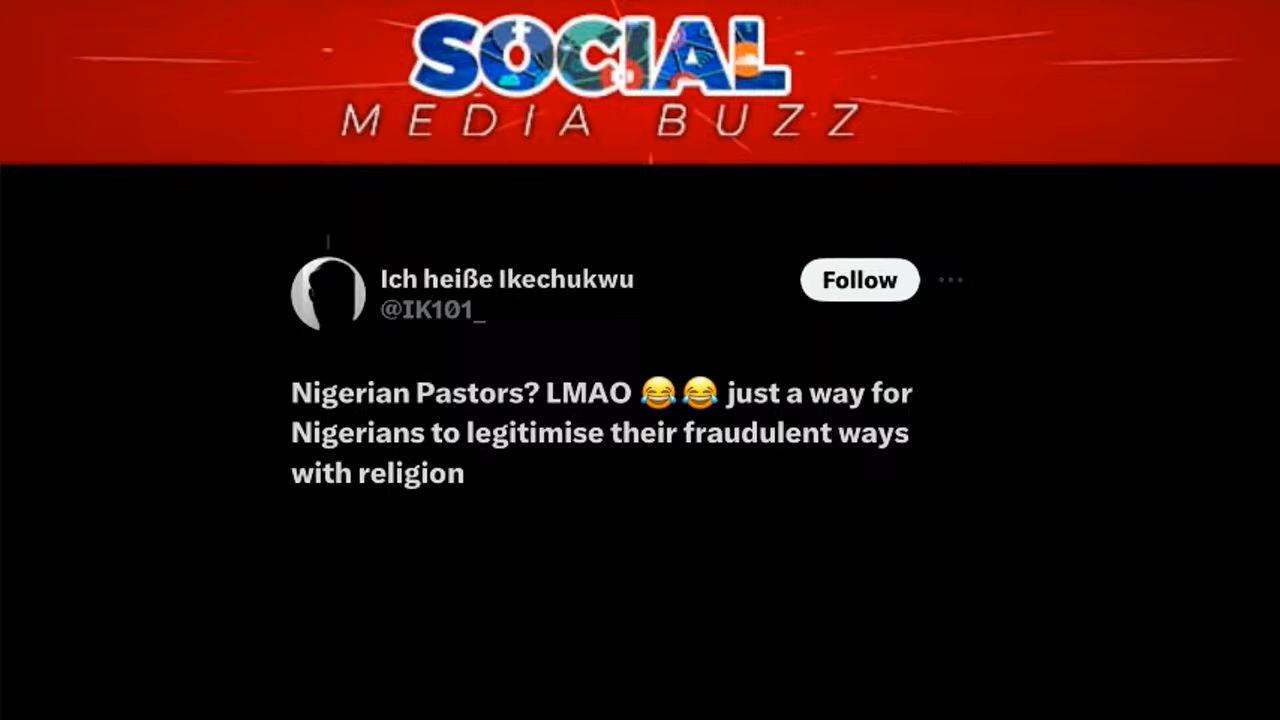 SOCIAL
MEDIA BUZZ
Ich heiße Ikechukwu
@IK101_
Follow
Nigerian Pastors? LMAO 😂😂 just a way for
Nigerians to legitimise their fraudulent ways
with religion